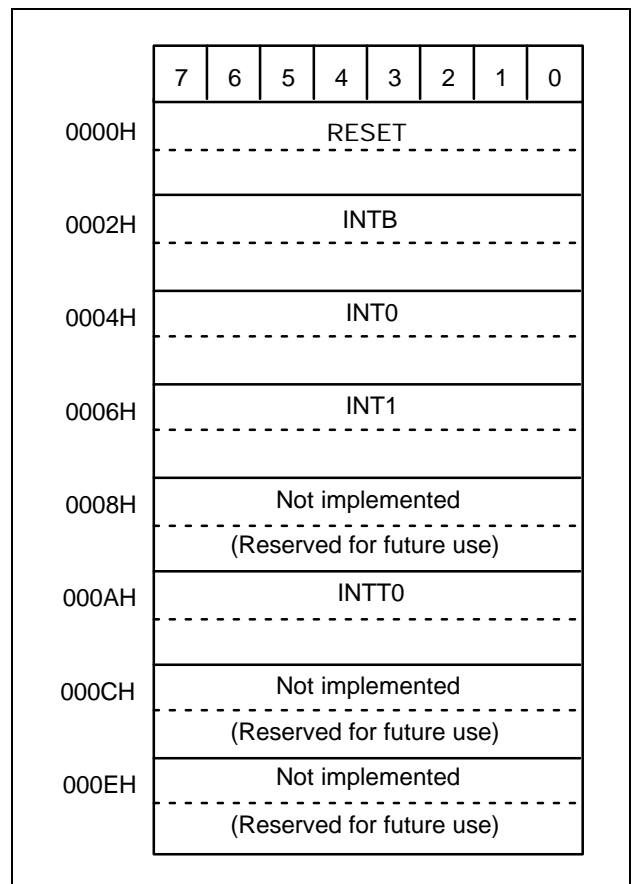 7 6 5 4 3 2 1 0
0000H RESET
0002H INTB
0004H INT0
0006H INT1
0008H Not implemented
(Reserved for future use)
000AH INTT0
000CH Not implemented
(Reserved for future use)
000EH Not implemented
(Reserved for future use)